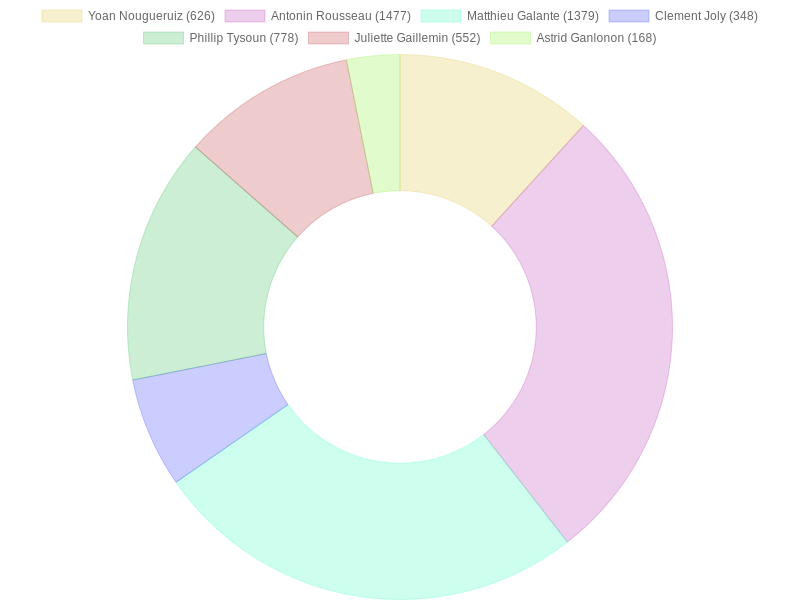 Yoan Nougueruiz (626) Antonin Rousseau (1477) Matthieu Galante (1379) Clement Joly (348)
Phillip Tysoun (778) Juliette Gaillemin (552) Astrid Ganlonon (168)